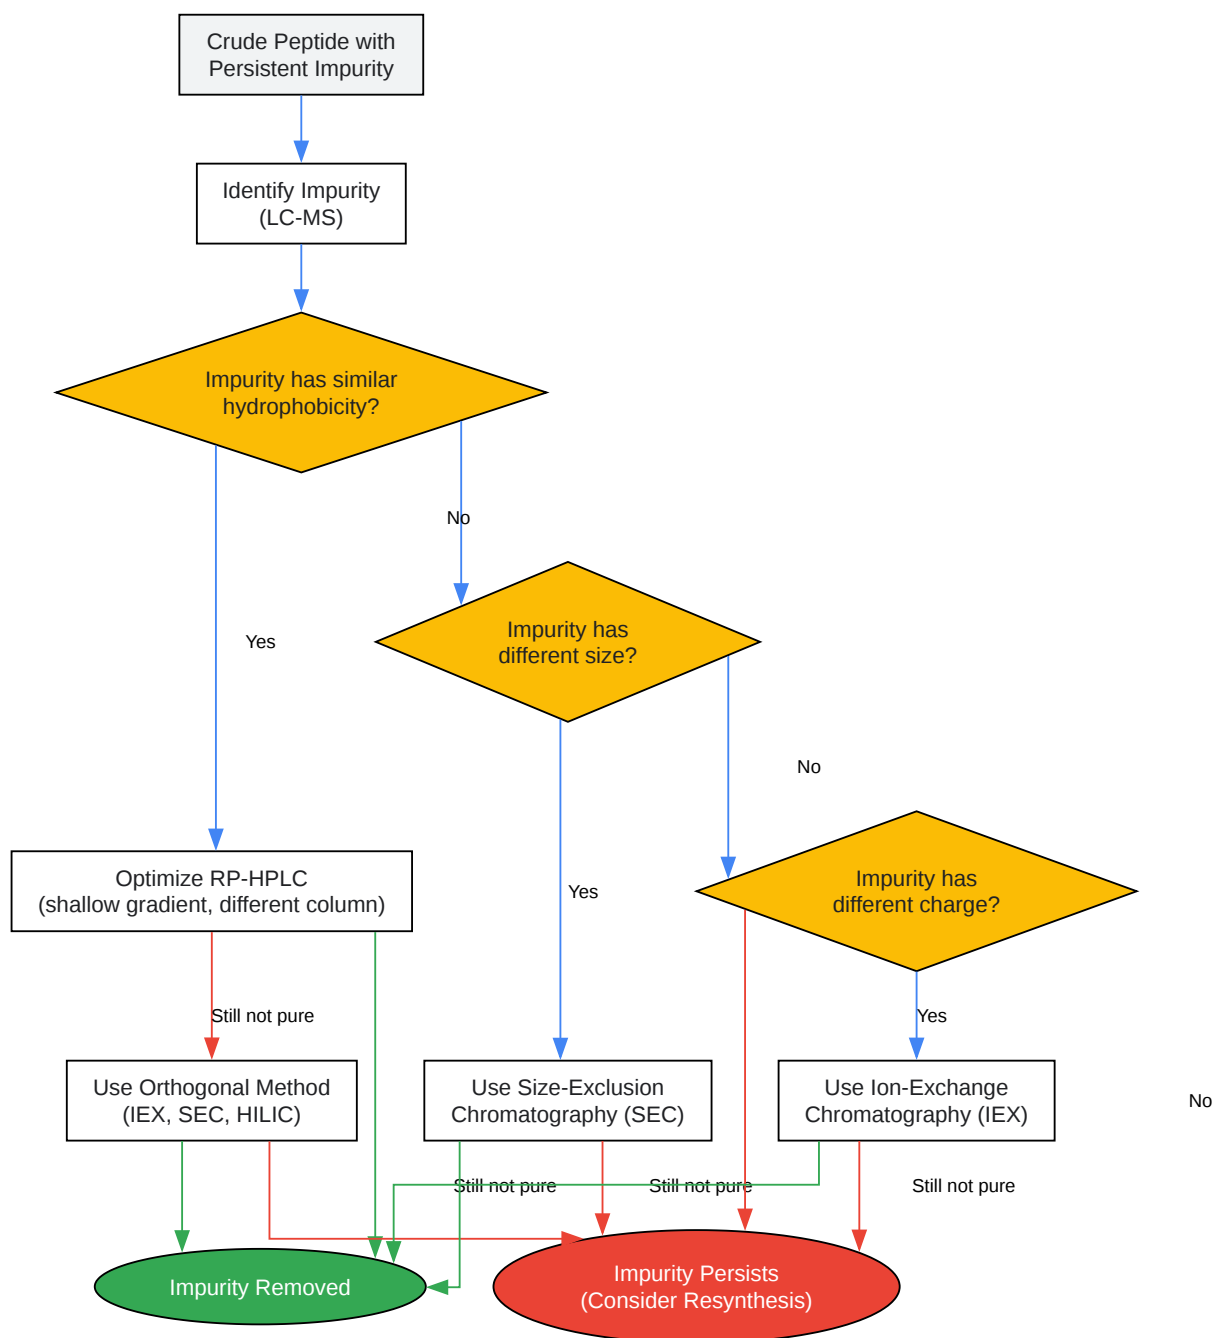 Crude Peptide with
Persistent Impurity
Identify Impurity
(LC-MS)
Impurity has similar
hydrophobicity?
No
Impurity has
different size?
Yes
No
Impurity has
different charge?
Optimize RP-HPLC
(shallow gradient, different column)
Yes
Still not pure
Yes
Use Orthogonal Method
(IEX, SEC, HILIC)
Use Size-Exclusion
Chromatography (SEC)
Use Ion-Exchange
Chromatography (IEX)
No
Still not pure
Still not pure
Still not pure
Impurity Removed
Impurity Persists
(Consider Resynthesis)